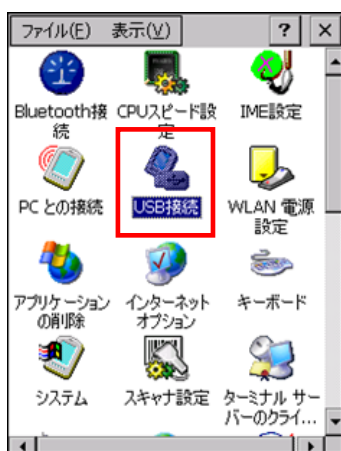 ファイル(F) 表示(V) ? ×
Bluetooth接
続
CPUスピード設
定
IME設定
PC との接続
USB接続
WLAN 電源
設定
アプリケーション
の削除
インターネット
オプション
キーボード
システム
スキャナ設定
ターミナル サー
バーのクライ...